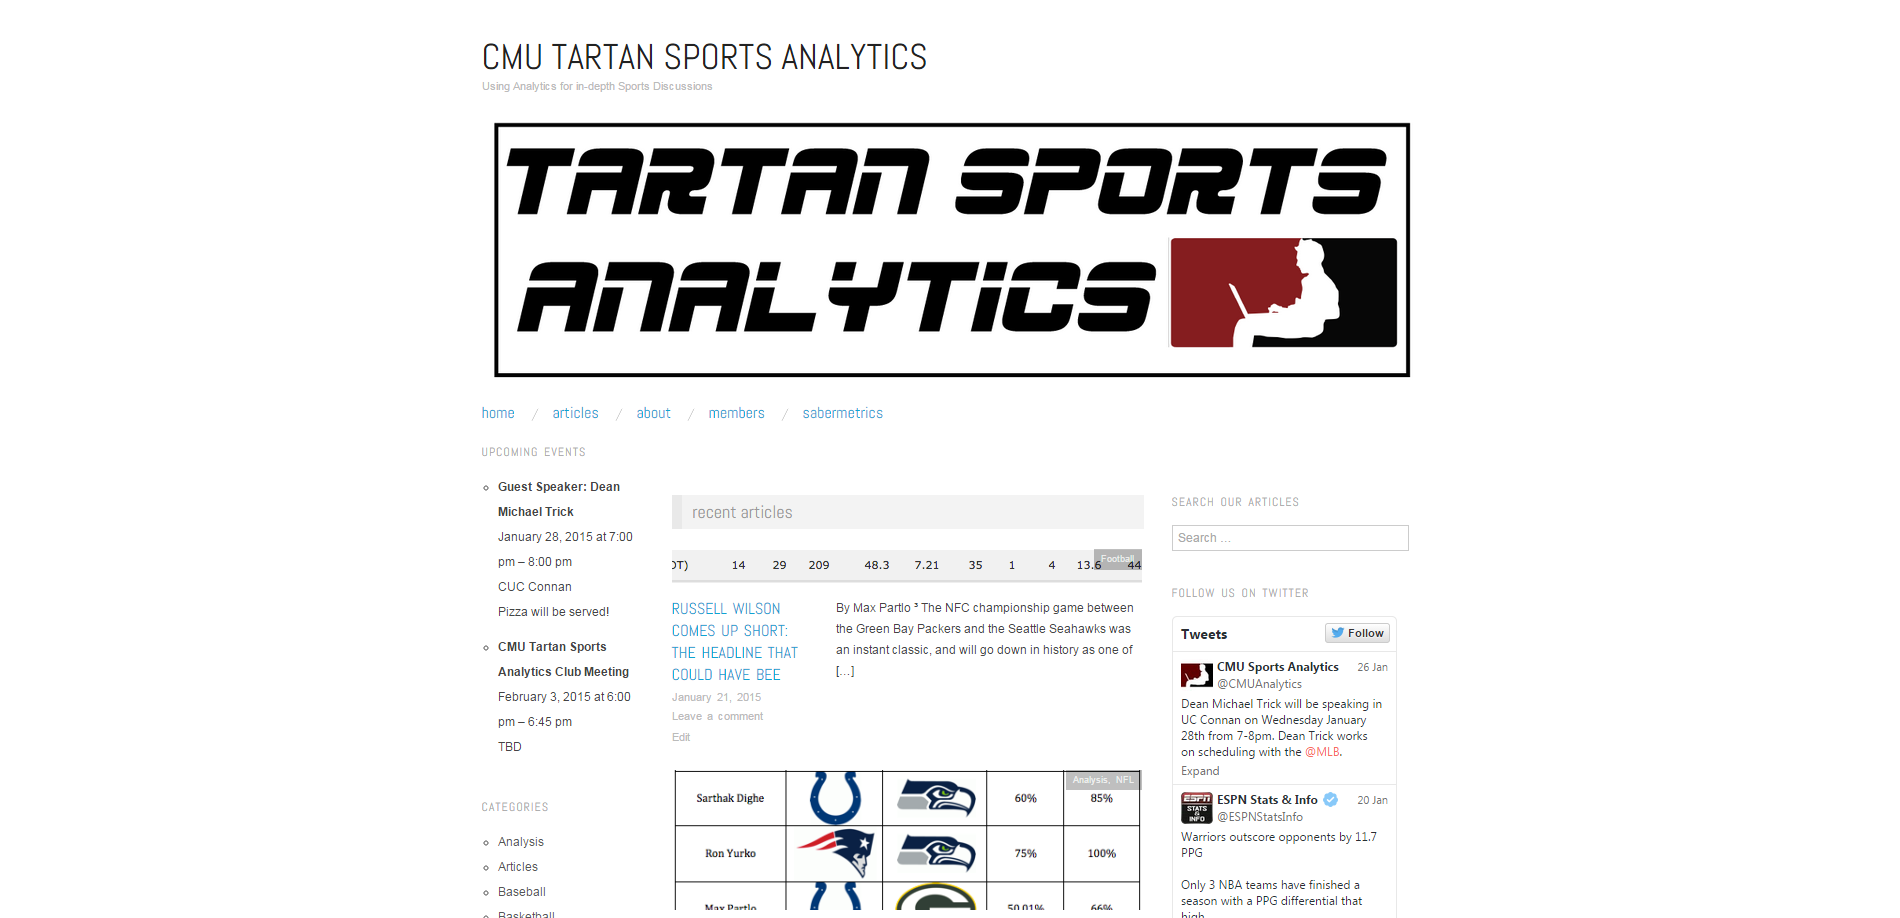 CMU TARTAN SPORTS ANALYTICS
Using Analytics for in-depth Sports Discussions
TARTAN SPORTS
ANALYTICS
home / articles / about / members / sabermetrics
UPCOMING EVENTS
Guest Speaker: Dean
Michael Trick
January 28, 2015 at 7:00
pm – 8:00 pm
CUC Connan
Pizza will be served!
CMU Tartan Sports
Analytics Club Meeting
February 3, 2015 at 6:00
pm – 6:45 pm
TBD
CATEGORIES
Analysis
Articles
Baseball
Basketball
recent articles
Football
OT) 14 29 209 48.3 7.21 35 1 4 13.6 44
RUSSELL WILSON
COMES UP SHORT:
THE HEADLINE THAT
COULD HAVE BEE
January 21, 2015
Leave a comment
Edit
By Max Partlo ³ The NFC championship game between
the Green Bay Packers and the Seattle Seahawks was
an instant classic, and will go down in history as one of
[…]
Analysis, NFL
Sarthak Dighe 60% 85%
Ron Yurko 75% 100%
Max Partlo 50.01% 66%
SEARCH OUR ARTICLES
Search …
FOLLOW US ON TWITTER
Tweets
Follow
CMU Sports Analytics 26 Jan
@CMUAnalytics
Dean Michael Trick will be speaking in
UC Connan on Wednesday January
28th from 7-8pm. Dean Trick works
on scheduling with the @MLB.
Expand
ESPN
STATS
&
INFO
ESPN Stats & Info 20 Jan
@ESPNStatsInfo
Warriors outscore opponents by 11.7
PPG
Only 3 NBA teams have finished a
season with a PPG differential that
high